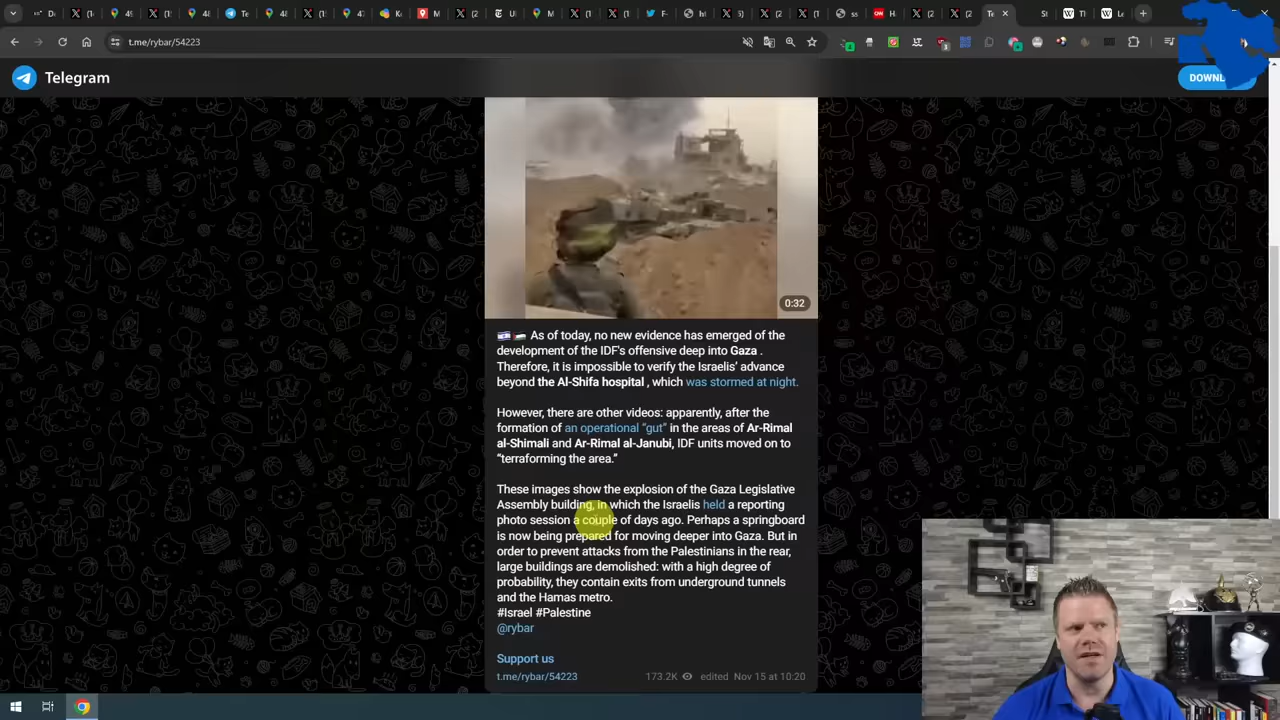 t.me/rybar/54223
Telegram
DOWNL
0:32
As of today, no new evidence has emerged of the
development of the IDF's offensive deep into Gaza .
Therefore, it is impossible to verify the Israelis' advance
beyond the Al-Shifa hospital , which was stormed at night.
However, there are other videos: apparently, after the
formation of an operational "gut" in the areas of Ar-Rimal
al-Shimali and Ar-Rimal al-Janubi, IDF units moved on to
“terraforming the area.”
These images show the explosion of the Gaza Legislative
Assembly building, in which the Israelis held a reporting
photo session a couple of days ago. Perhaps a springboard
is now being prepared for moving deeper into Gaza. But in
order to prevent attacks from the Palestinians in the rear,
large buildings are demolished: with a high degree of
probability, they contain exits from underground tunnels
and the Hamas metro.
#Israel #Palestine
@rybar
Support us
t.me/rybar/54223 173.2K edited Nov 15 at 10:20